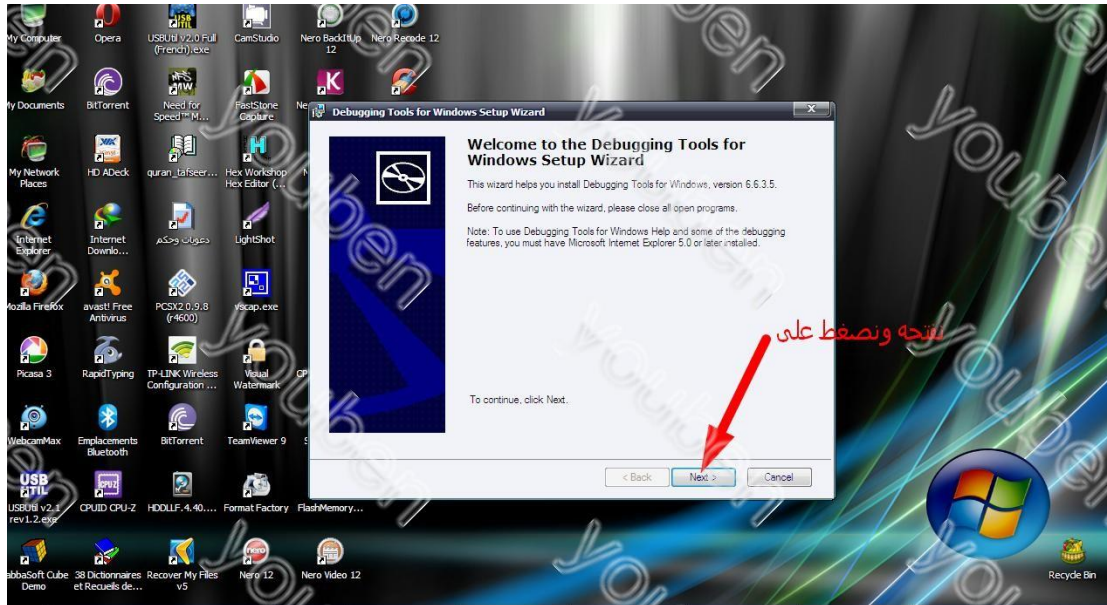 My Computer
Opera
USBUtil v2.0 Full
(French).exe
CamStudio
Nero BackItUp
12
Nero Recode 12
My Documents
BitTorrent
Need for
Speed™ M...
FastStone
Capture
Ne
My Network
Places
HD ADeck
quran_tafseer...
Hex Workshop
Hex Editor (...
N
Internet
Explorer
Internet
Downlo...
دعويات وحكم
LightShot
Mozilla Firefox
avast! Free
Antivirus
PCSX2 0.9.8
(r4600)
vscap.exe
Picasa 3
RapidTyping
TP-LINK Wireless
Configuration ...
Visual
Watermark
CP
WebcamMax
Emplacements
Bluetooth
BitTorrent
TeamViewer 9
S
USBUtil v2.1
rev1.2.exe
CPUID CPU-Z
HDDLLF.4.40....
Format Factory
FlashMemory...
abbaSoft Cube
Demo
38 Dictionnaires
et Recueils de...
Recover My Files
v5
Nero 12
Nero Video 12
Recycle Bin
Debugging Tools for Windows Setup Wizard
Welcome to the Debugging Tools for
Windows Setup Wizard
This wizard helps you install Debugging Tools for Windows, version 6.6.3.5.
Before continuing with the wizard, please close all open programs.
Note: To use Debugging Tools for Windows Help and some of the debugging
features, you must have Microsoft Internet Explorer 5.0 or later installed.
نفتحه ونضغط على
To continue, click Next.
< Back
Next >
Cancel
youben